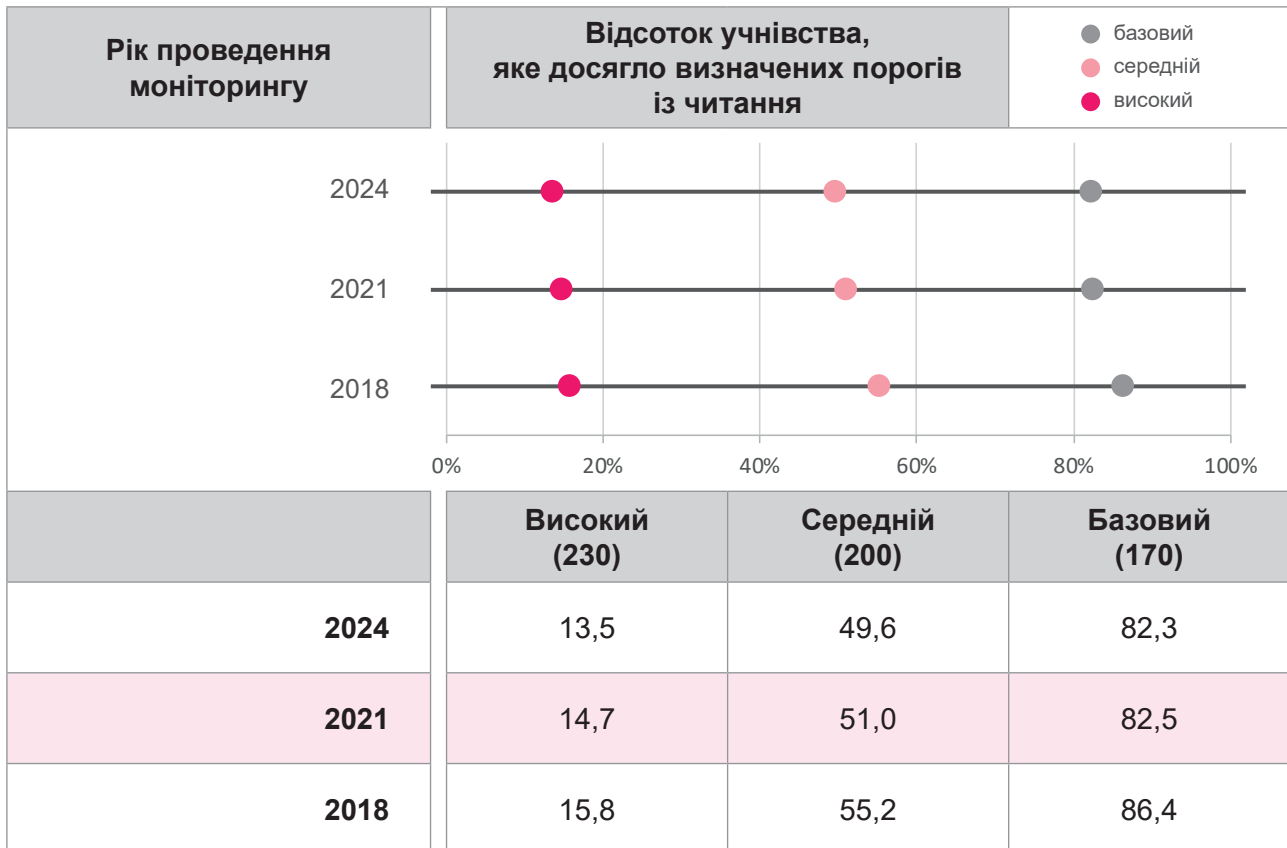 Рік проведення
моніторингу
Відсоток учнівства,
яке досягло визначених порогів
із читання
базовий
середній
високий
2024
2021
2018
0%
20%
40%
60%
80%
100%
Високий
(230)
Середній
(200)
Базовий
(170)
2024 13,5 49,6 82,3
2021 14,7 51,0 82,5
2018 15,8 55,2 86,4